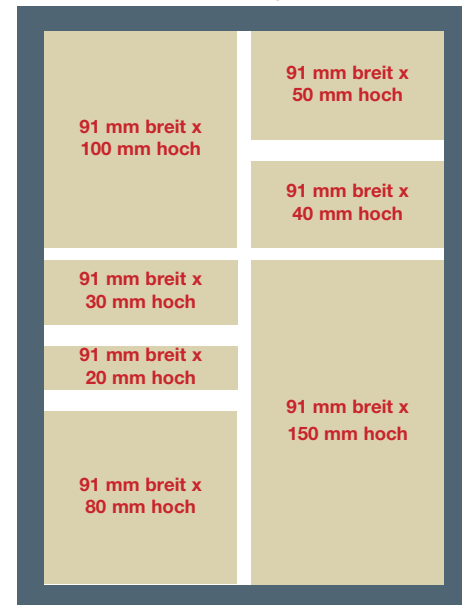 91 mm breit x
100 mm hoch
91 mm breit x
50 mm hoch
91 mm breit x
40 mm hoch
91 mm breit x
30 mm hoch
91 mm breit x
20 mm hoch
91 mm breit x
80 mm hoch
91 mm breit x
150 mm hoch